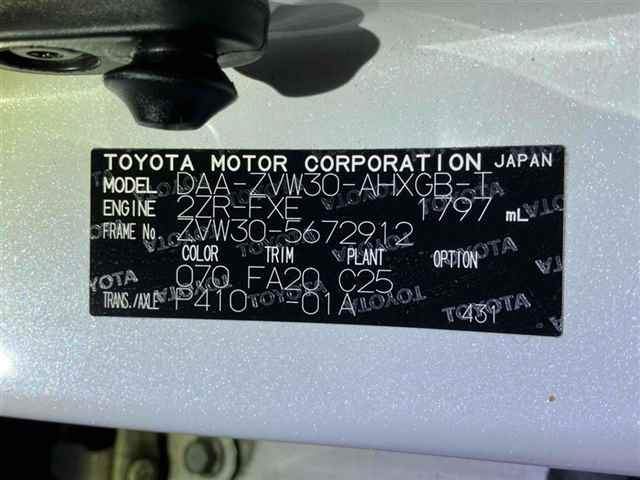 TOYOTA MOTOR CORPORATION JAPAN
MODEL DAA-ZVW30-AHXGB-T
ENGINE 2ZR-FXE 1797 mL
FRAME No. ZVW30-5672912
COLOR TRIM PLANT OPTION
070 FA20 C25
TRANS./AXLE P410 -01A 431